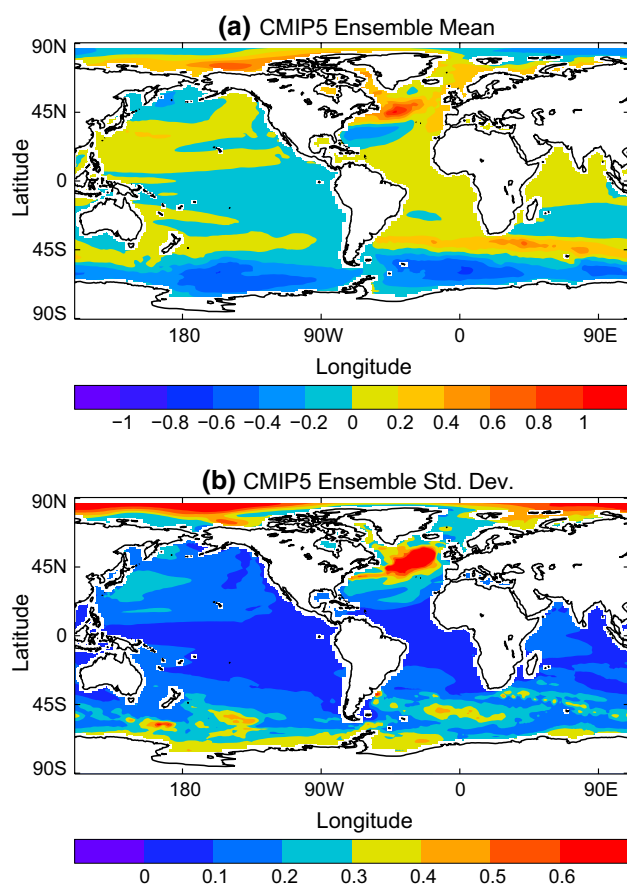 (a) CMIP5 Ensemble Mean
90N
45N
0
45S
90S
Latitude
180 90W 0 90E
Longitude
−1 −0.8 −0.6 −0.4 −0.2 0 0.2 0.4 0.6 0.8 1
(b) CMIP5 Ensemble Std. Dev.
90N
45N
0
45S
90S
Latitude
180 90W 0 90E
Longitude
0 0.1 0.2 0.3 0.4 0.5 0.6